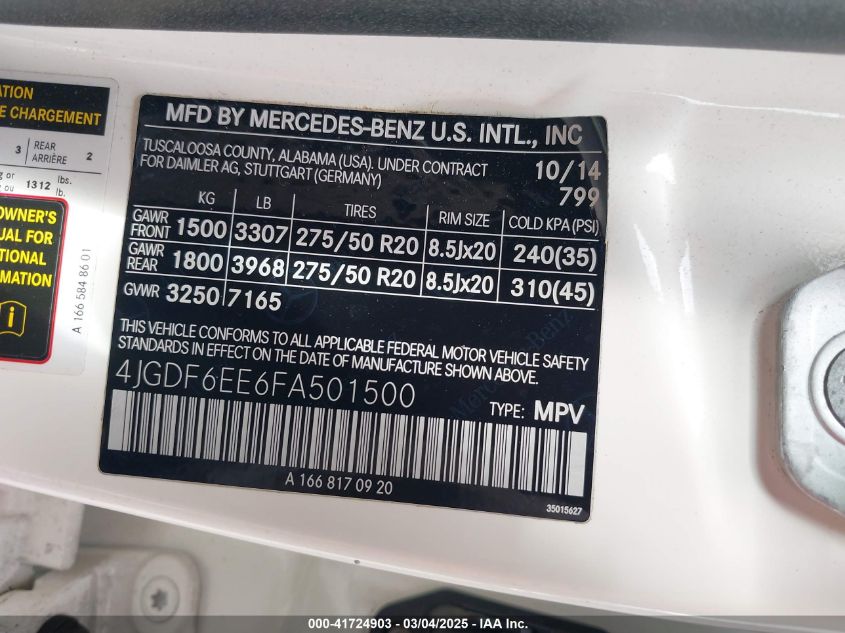 ATION
E CHARGEMENT
3 REAR ARRIÈRE 2
g or ou 1312 lbs. lb.
OWNER'S
UAL FOR
TIONAL
MATION
A 166 584 86 01
MFD BY MERCEDES-BENZ U.S. INTL., INC
TUSCALOOSA COUNTY, ALABAMA (USA). UNDER CONTRACT
FOR DAIMLER AG, STUTTGART (GERMANY)
10/14
799
KG LB TIRES RIM SIZE COLD KPA (PSI)
GAWR FRONT 1500 3307 275/50 R20 8.5Jx20 240(35)
GAWR REAR 1800 3968 275/50 R20 8.5Jx20 310(45)
GVWR 3250 7165
THIS VEHICLE CONFORMS TO ALL APPLICABLE FEDERAL MOTOR VEHICLE SAFETY
STANDARDS IN EFFECT ON THE DATE OF MANUFACTURE SHOWN ABOVE.
4JGDF6EE6FA501500
TYPE: MPV
A 166 817 09 20
35015627
Mercedes-Benz
000-41724903 - 03/04/2025 - IAA Inc.